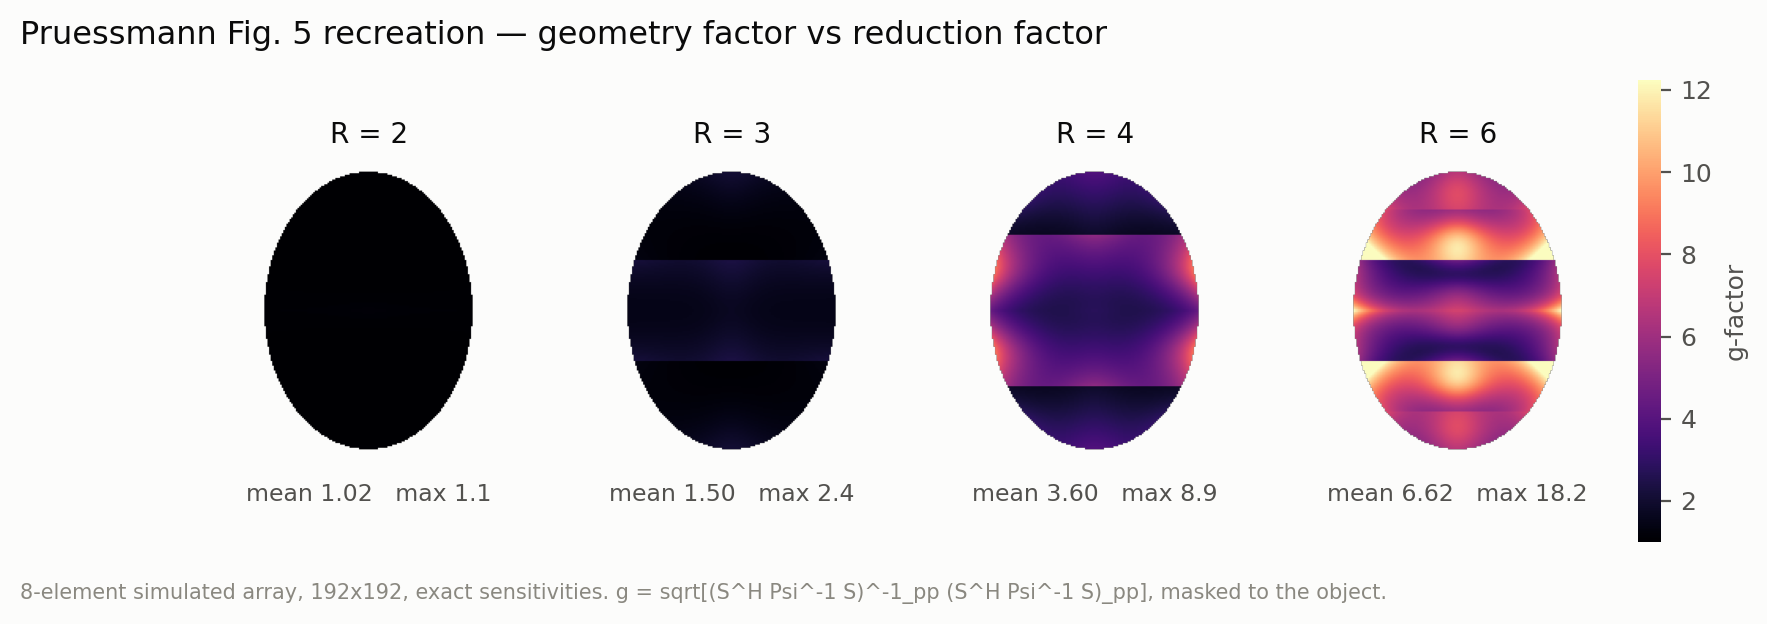 Pruessmann Fig. 5 recreation — geometry factor vs reduction factor
R = 2
R = 3
R = 4
R = 6
mean 1.02 max 1.1
mean 1.50 max 2.4
mean 3.60 max 8.9
mean 6.62 max 18.2
12
10
8
6
4
2
g-factor
8-element simulated array, 192x192, exact sensitivities. g = sqrt[(S^H Psi^-1 S)^-1_pp (S^H Psi^-1 S)_pp], masked to the object.